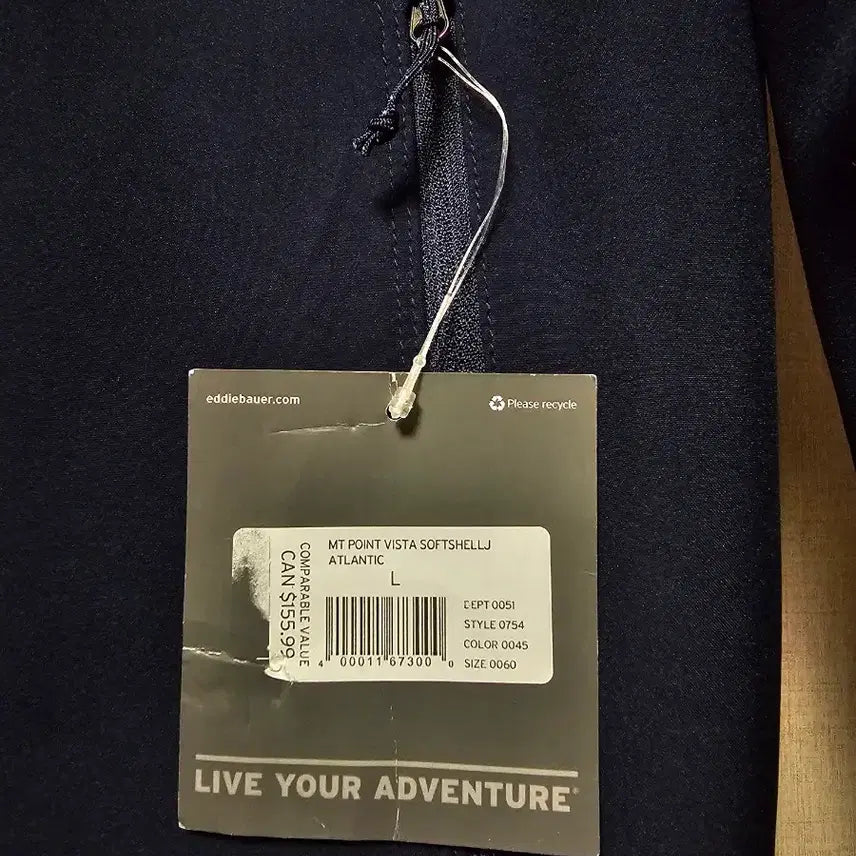 eddiebauer.com
Please recycle
MT POINT VISTA SOFTSHELLJ
ATLANTIC
L
COMPARABLE VALUE
CAN $155.99
DEPT 0051
STYLE 0754
COLOR 0045
SIZE 0060
4 00011 67300 0
LIVE YOUR ADVENTURE®